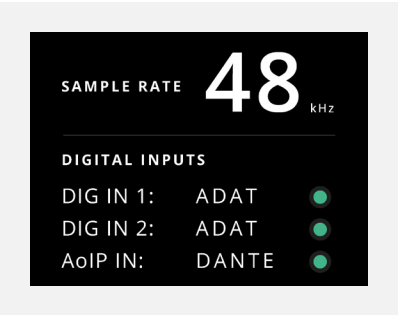 SAMPLE RATE 48 kHz
DIGITAL INPUTS
DIG IN 1: ADAT
DIG IN 2: ADAT
AoIP IN: DANTE